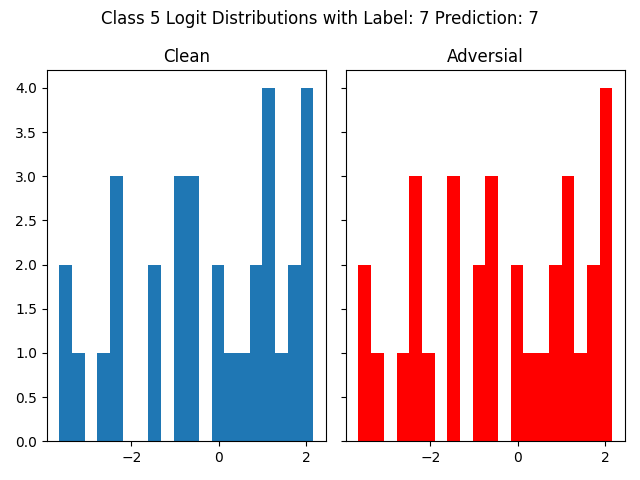 Class 5 Logit Distributions with Label: 7 Prediction: 7
Clean
Adversial
4.0
3.5
3.0
2.5
2.0
1.5
1.0
0.5
0.0
−2 0 2
−2 0 2